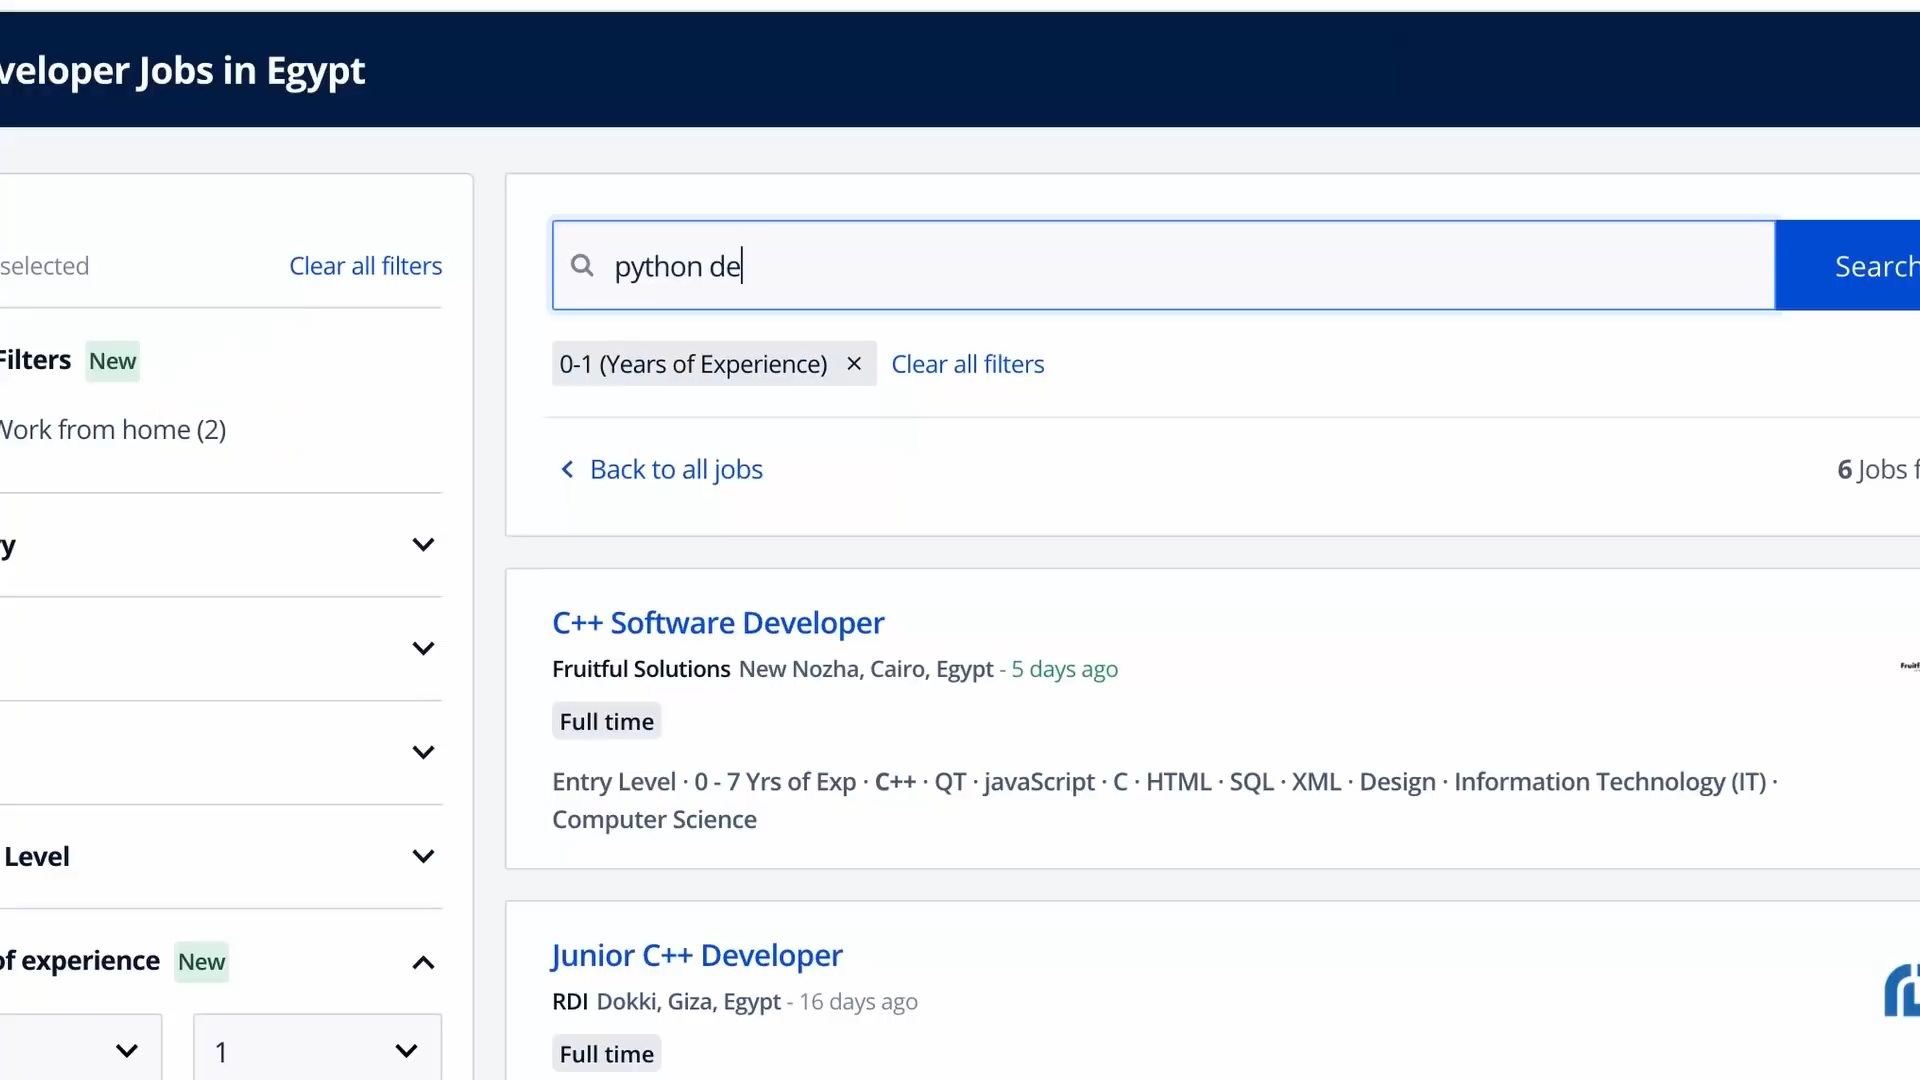 veloper Jobs in Egypt
selected
Clear all filters
Filters New
Work from home (2)
y
Level
of experience New
1
python de
Search
0-1 (Years of Experience) × Clear all filters
Back to all jobs
6 Jobs f
C++ Software Developer
Fruitful Solutions New Nozha, Cairo, Egypt - 5 days ago
Full time
Entry Level · 0 - 7 Yrs of Exp · C++ · QT · javaScript · C · HTML · SQL · XML · Design · Information Technology (IT) ·
Computer Science
Junior C++ Developer
RDI Dokki, Giza, Egypt - 16 days ago
Full time